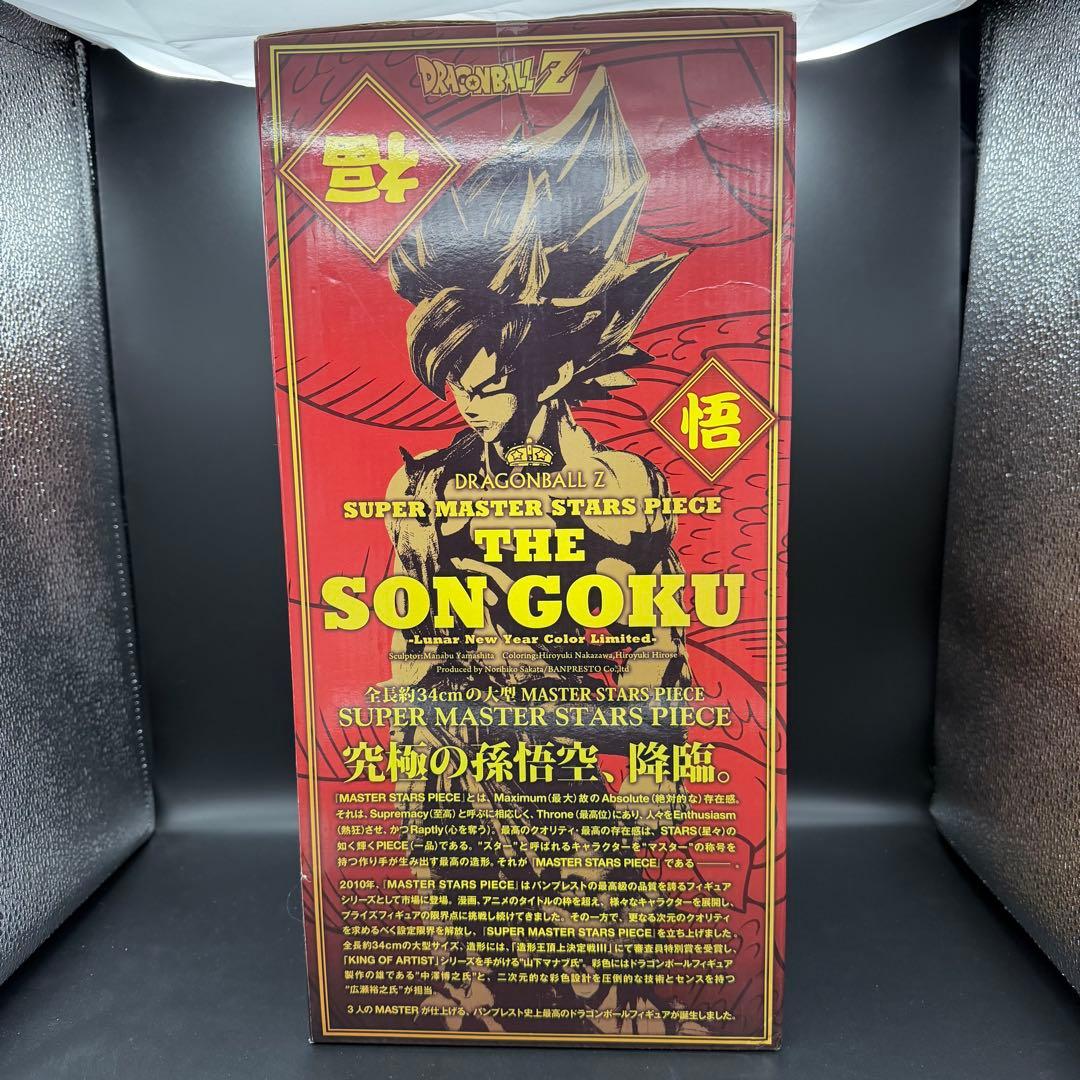 DRAGONBALL Z
福
悟
DRAGONBALL Z
SUPER MASTER STARS PIECE
THE
SON GOKU
-Lunar New Year Color Limited-
Sculptor:Manabu Yamashita Coloring:Hiroyuki Nakazawa,Hiroyuki Hirose
Produced by Norihiko Sakata/BANPRESTO Co.,ltd
全長約34cmの大型 MASTER STARS PIECE
SUPER MASTER STARS PIECE
究極の孫悟空、降臨。
「MASTER STARS PIECE」とは、Maximum(最大)故のAbsolute(絶対的な)存在感。
それは、Supremacy(至高)と呼ぶに相応しく、Throne(最高位)にあり、人々をEnthusiasm
(熱狂)させ、かつRaptly(心を奪う)。最高のクオリティ・最高の存在感は、STARS(星々)の
如く輝くPIECE(一品)である。"スター"と呼ばれるキャラクターを"マスター"の称号を
持つ作り手が生み出す最高の造形。それが「MASTER STARS PIECE」である――。
2010年、「MASTER STARS PIECE」はバンプレストの最高級の品質を誇るフィギュア
シリーズとして市場に登場。漫画、アニメのタイトルの枠を超え、様々なキャラクターを展開し、
プライズフィギュアの限界点に挑戦し続けてきました。その一方で、更なる次元のクオリティ
を求めるべく設定限界を解放し、「SUPER MASTER STARS PIECE」を立ち上げました。
全長約34cmの大型サイズ、造形には、「造形王頂上決定戦III」にて審査員特別賞を受賞し、
「KING OF ARTIST」シリーズを手がける"山下マナブ氏"。彩色にはドラゴンボールフィギュア
製作の雄である"中澤博之氏"と、二次元的な彩色設計を圧倒的な技術とセンスを持つ
"広瀬裕之氏"が担当。
3人のMASTERが仕上げる、バンプレスト史上最高のドラゴンボールフィギュアが誕生しました。